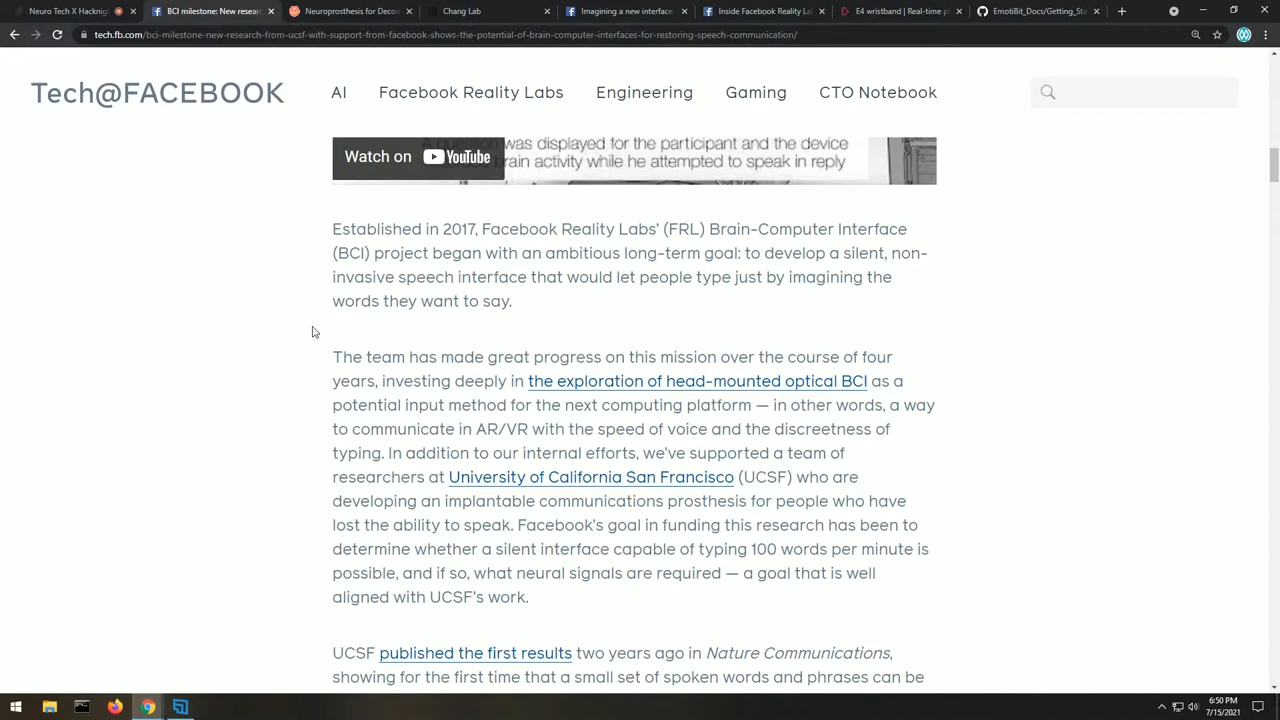 Neuro Tech X Hacknig
BCI milestone: New resear
Neuroprosthesis for Decod
Chang Lab
Imagining a new interface
Inside Facebook Reality La
E4 wristband | Real-time p
EmotiBit_Docs/Getting_Sta
tech.fb.com/bci-milestone-new-research-from-ucsf-with-support-from-facebook-shows-the-potential-of-brain-computer-interfaces-for-restoring-speech-communication/
Tech@FACEBOOK
AI
Facebook Reality Labs
Engineering
Gaming
CTO Notebook
A question was displayed for the participant and the device
brain activity while he attempted to speak in reply
Watch on YouTube
Established in 2017, Facebook Reality Labs' (FRL) Brain-Computer Interface
(BCI) project began with an ambitious long-term goal: to develop a silent, non-
invasive speech interface that would let people type just by imagining the
words they want to say.
The team has made great progress on this mission over the course of four
years, investing deeply in the exploration of head-mounted optical BCI as a
potential input method for the next computing platform — in other words, a way
to communicate in AR/VR with the speed of voice and the discreetness of
typing. In addition to our internal efforts, we've supported a team of
researchers at University of California San Francisco (UCSF) who are
developing an implantable communications prosthesis for people who have
lost the ability to speak. Facebook's goal in funding this research has been to
determine whether a silent interface capable of typing 100 words per minute is
possible, and if so, what neural signals are required — a goal that is well
aligned with UCSF's work.
UCSF published the first results two years ago in Nature Communications,
showing for the first time that a small set of spoken words and phrases can be
6:50 PM
7/15/2021